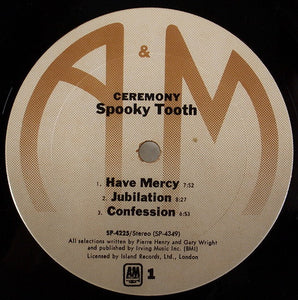 A&M
CEREMONY
Spooky Tooth
1. Have Mercy 7:52
2. Jubilation 8:27
3. Confession 6:53
SP-4225/Stereo (SP-4349)
All selections written by Pierre Henry and Gary Wright
and published by Irving Music Inc. (BMI)
Licensed by Island Records, Ltd., London
A&M 1